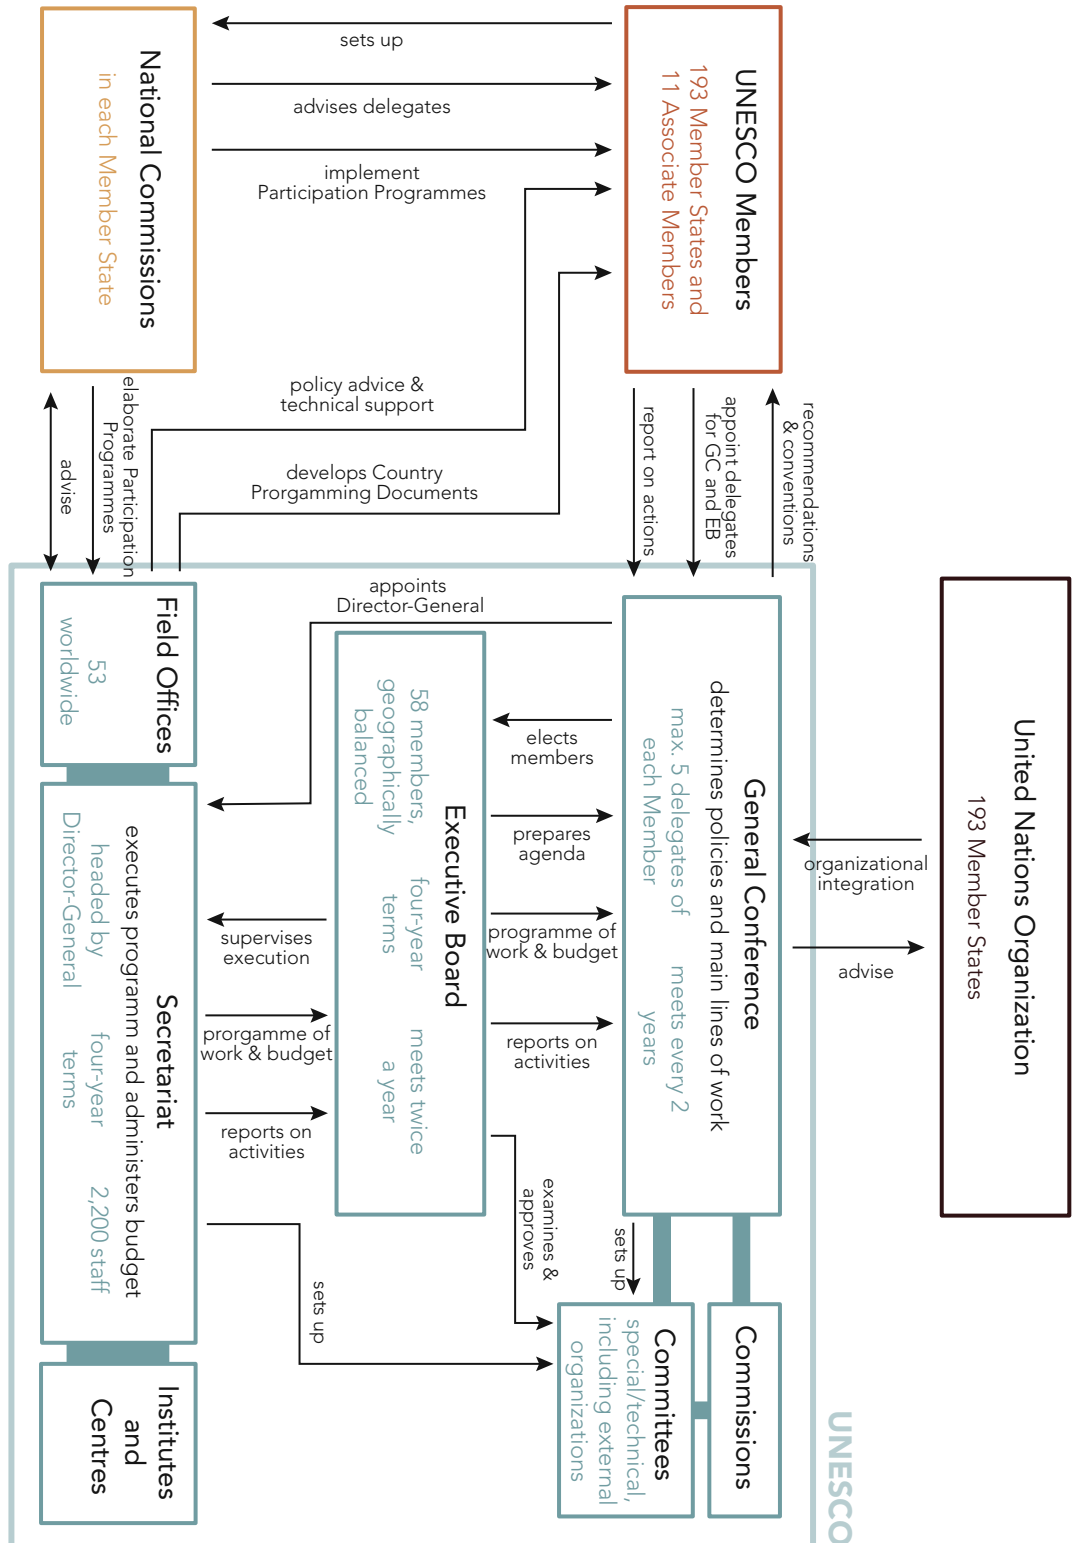 United Nations Organization
193 Member States
UNESCO
organizational
integration
advise
UNESCO Members
193 Member States and
11 Associate Members
recommendations
& conventions
appoint delegates
for GC and EB
report on actions
General Conference
determines policies and main lines of work
max. 5 delegates of
each Member
meets every 2
years
Commissions
sets up
Committees
special/technical,
including external
organizations
sets up
advises delegates
implement
Participation Programmes
policy advice &
technical support
develops Country
Prorgamming Documents
appoints
Director-General
elects
members
prepares
agenda
programme of
work & budget
reports on
activities
examines &
approves
Executive Board
58 members,
geographically
balanced
four-year
terms
meets twice
a year
supervises
execution
prorgamme of
work & budget
reports on
activities
sets up
National Commissions
in each Member State
elaborate Participation
Programmes
advise
Field Offices
53
worldwide
Secretariat
executes programm and administers budget
headed by
Director-General
four-year
terms
2,200 staff
Institutes
and
Centres